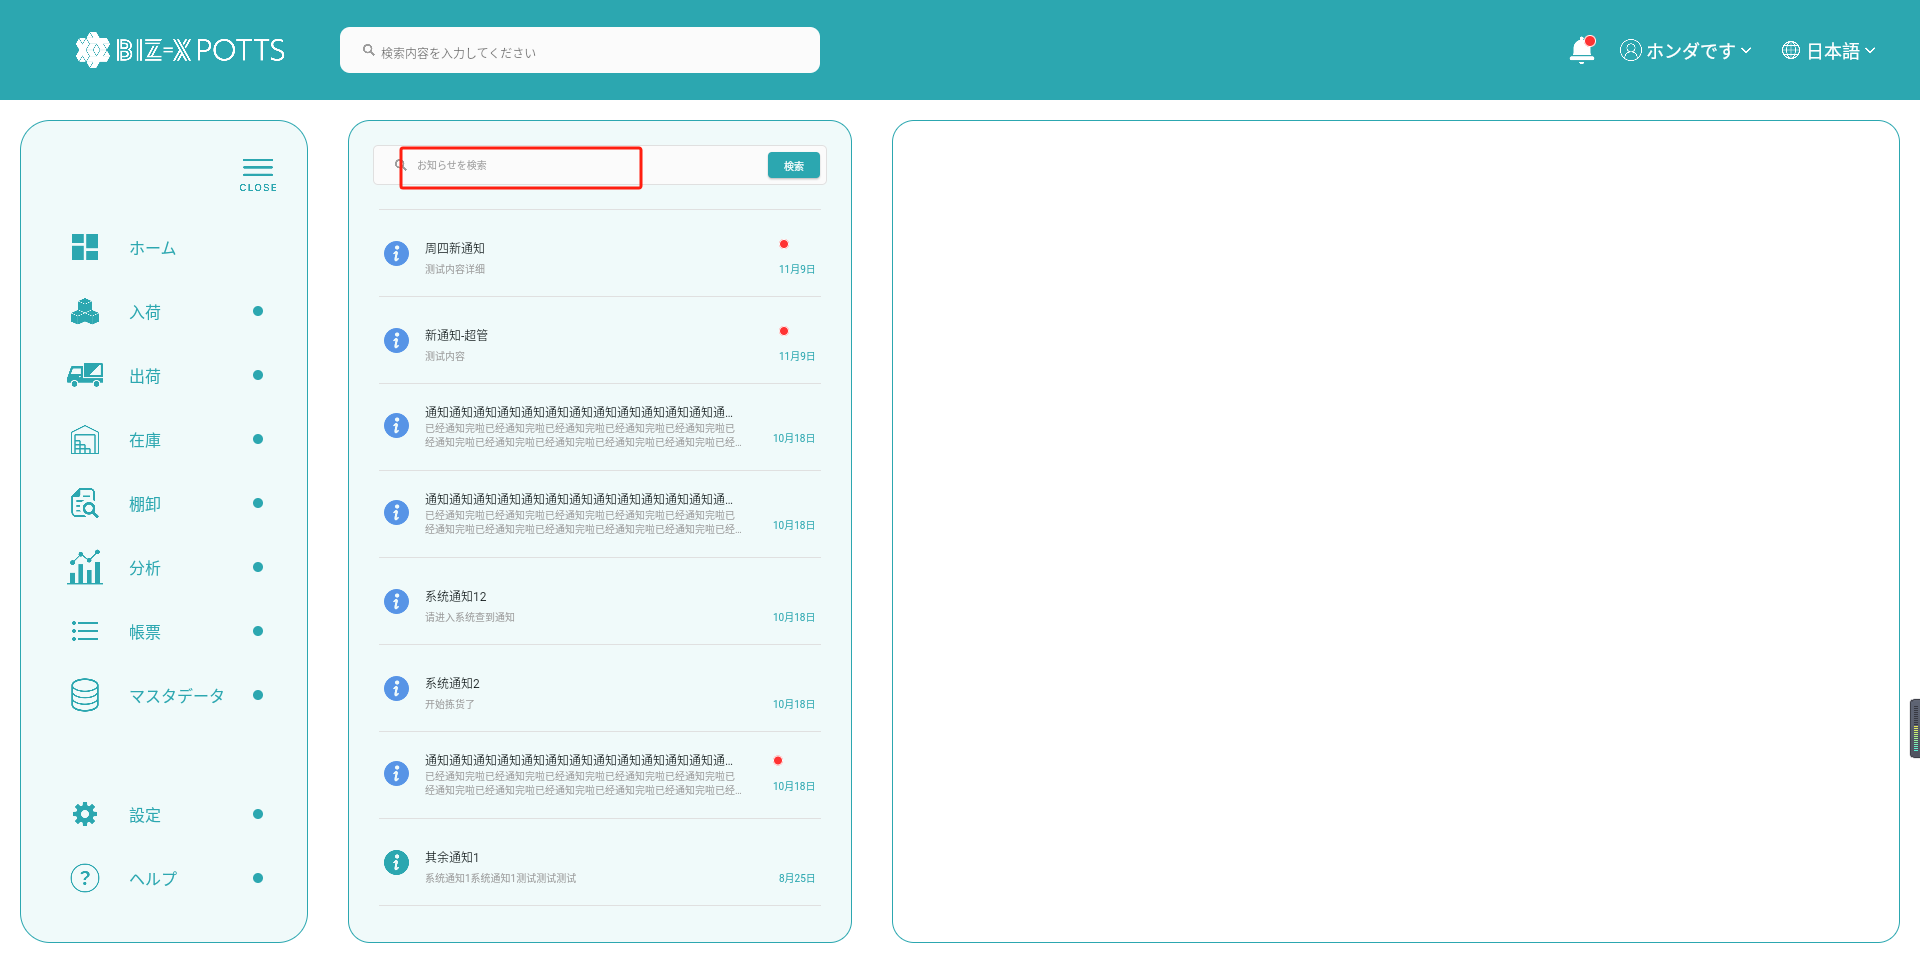 BIZ-X POTTS
検索内容を入力してください
ホンダです
日本語
CLOSE
ホーム
入荷
出荷
在庫
棚卸
分析
帳票
マスタデータ
設定
ヘルプ
お知らせを検索
検索
周四新通知
测试内容详细
11月9日
新通知-超管
测试内容
11月9日
通知通知通知通知通知通知通知通知通知通知通知通知通...
已经通知完啦已经通知完啦已经通知完啦已经通知完啦已经通知完啦已
经通知完啦已经通知完啦已经通知完啦已经通知完啦已经通知完啦已经...
10月18日
通知通知通知通知通知通知通知通知通知通知通知通知通...
已经通知完啦已经通知完啦已经通知完啦已经通知完啦已经通知完啦已
经通知完啦已经通知完啦已经通知完啦已经通知完啦已经通知完啦已经...
10月18日
系统通知12
请进入系统查到通知
10月18日
系统通知2
开始拣货了
10月18日
通知通知通知通知通知通知通知通知通知通知通知通知通...
已经通知完啦已经通知完啦已经通知完啦已经通知完啦已经通知完啦已
经通知完啦已经通知完啦已经通知完啦已经通知完啦已经通知完啦已经...
10月18日
其余通知1
系统通知1系统通知1测试测试测试
8月25日